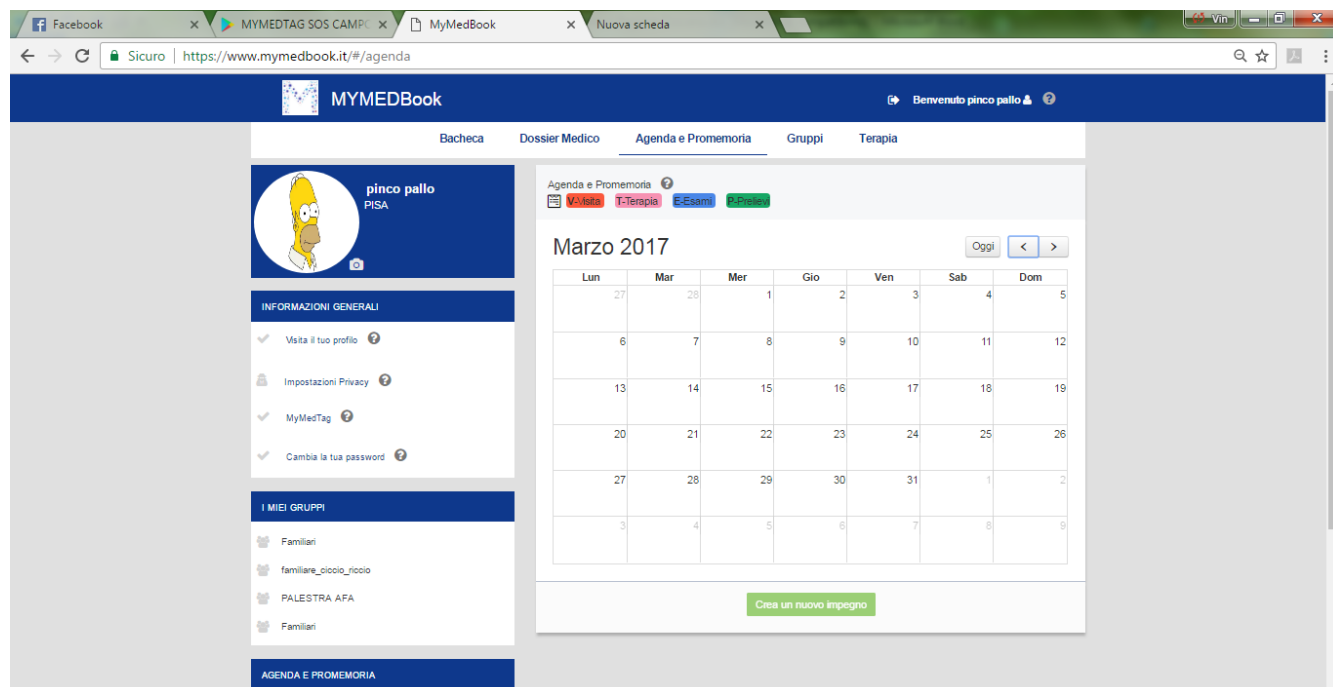 Facebook
MYMEDTAG SOS CAMPC
MyMedBook
Nuova scheda
Vin
Sicuro
https://www.mymedbook.it/#/agenda
MYMEDBook
Benvenuto pinco pallo
Bacheca
Dossier Medico
Agenda e Promemoria
Gruppi
Terapia
pinco pallo
PISA
INFORMAZIONI GENERALI
Visita il tuo profilo
Impostazioni Privacy
MyMedTag
Cambia la tua password
I MIEI GRUPPI
Familiari
familiare_ciccio_riccio
PALESTRA AFA
Familiari
AGENDA E PROMEMORIA
Agenda e Promemoria
V-Visita T-Terapia E-Esami P-Prelievi
Marzo 2017
Oggi < >
Lun Mar Mer Gio Ven Sab Dom
27 28 1 2 3 4 5
6 7 8 9 10 11 12
13 14 15 16 17 18 19
20 21 22 23 24 25 26
27 28 29 30 31 1 2
3 4 5 6 7 8 9
Crea un nuovo impegno